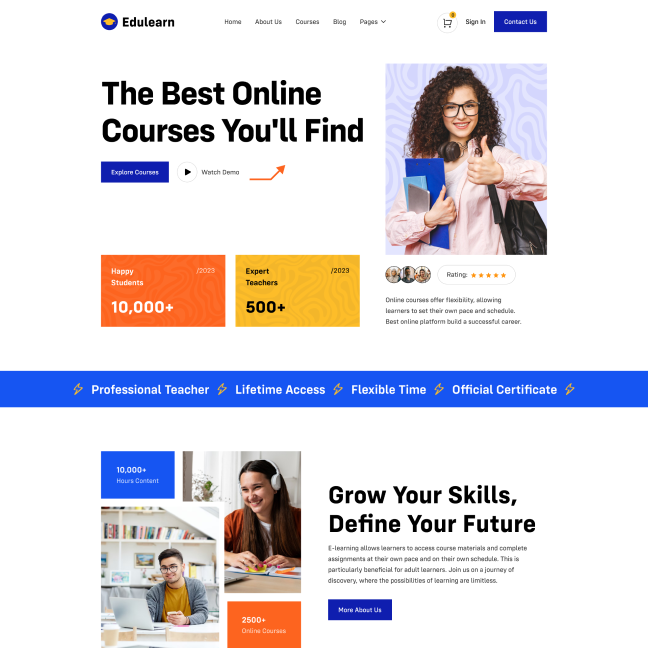 Edulearn
Home About Us Courses Blog Pages
0
Sign In
Contact Us
The Best Online
Courses You'll Find
Explore Courses
Watch Demo
Happy
Students
/2023
10,000+
Expert
Teachers
/2023
500+
Rating:
Online courses offer flexibility, allowing
learners to set their own pace and schedule.
Best online platform build a successful career.
Professional Teacher Lifetime Access Flexible Time Official Certificate
10,000+
Hours Content
2500+
Online Courses
Grow Your Skills,
Define Your Future
E-learning allows learners to access course materials and complete
assignments at their own pace and on their own schedule. This is
particularly beneficial for adult learners. Join us on a journey of
discovery, where the possibilities of learning are limitless.
More About Us